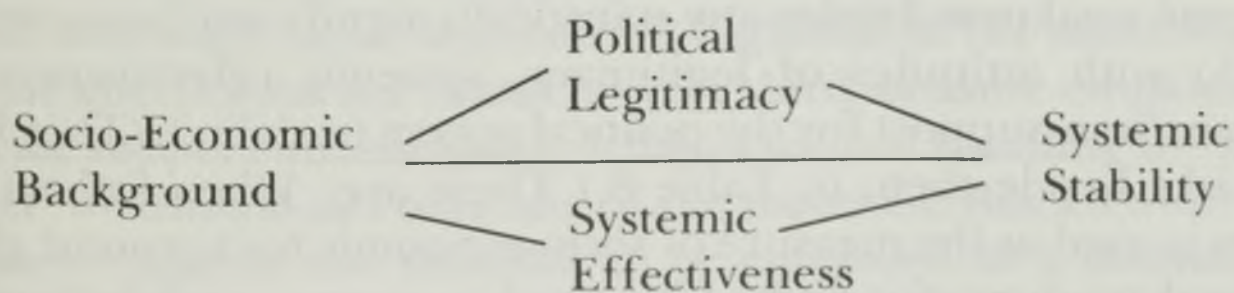 Political
Legitimacy
Socio-Economic
Background
Systemic
Stability
Systemic
Effectiveness